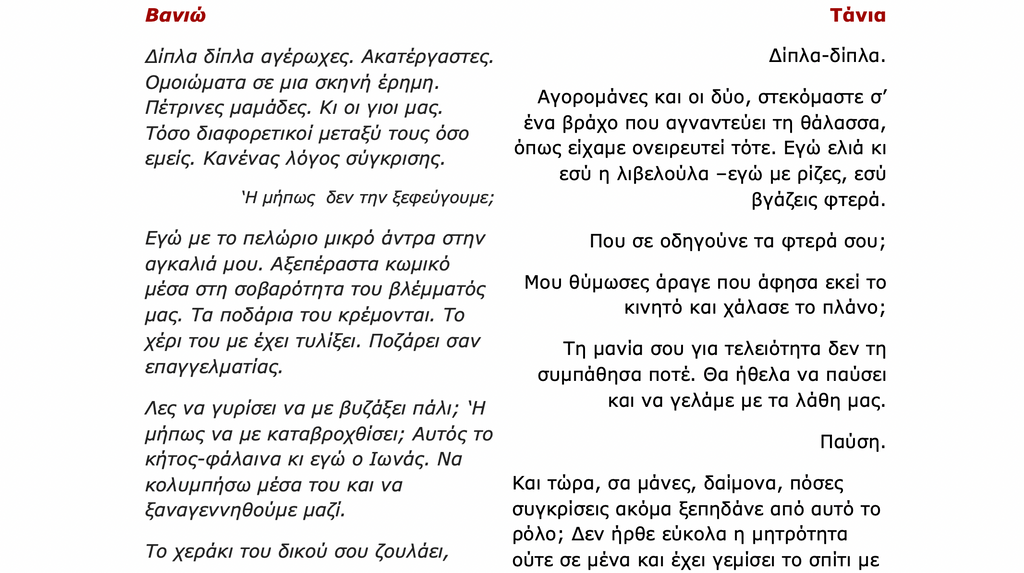 Βανιώ
Δίπλα δίπλα αγέρωχες. Ακατέργαστες.
Ομοιώματα σε μια σκηνή έρημη.
Πέτρινες μαμάδες. Κι οι γιοι μας.
Τόσο διαφορετικοί μεταξύ τους όσο
εμείς. Κανένας λόγος σύγκρισης.
‘Η μήπως  δεν την ξεφεύγουμε;
Εγώ με το πελώριο μικρό άντρα στην
αγκαλιά μου. Αξεπέραστα κωμικό
μέσα στη σοβαρότητα του βλέμματός
μας. Τα ποδάρια του κρέμονται. Το
χέρι του με έχει τυλίξει. Ποζάρει σαν
επαγγελματίας.
Λες να γυρίσει να με βυζάξει πάλι; ‘Η
μήπως να με καταβροχθίσει; Αυτός το
κήτος-φάλαινα κι εγώ ο Ιωνάς. Να
κολυμπήσω μέσα του και να
ξαναγεννηθούμε μαζί.
Το χεράκι του δικού σου ζουλάει,
Τάνια
Δίπλα-δίπλα.
Αγορομάνες και οι δύο, στεκόμαστε σ’
ένα βράχο που αγναντεύει τη θάλασσα,
όπως είχαμε ονειρευτεί τότε. Εγώ ελιά κι
εσύ η λιβελούλα –εγώ με ρίζες, εσύ
βγάζεις φτερά.
Που σε οδηγούνε τα φτερά σου;
Μου θύμωσες άραγε που άφησα εκεί το
κινητό και χάλασε το πλάνο;
Τη μανία σου για τελειότητα δεν τη
συμπάθησα ποτέ. Θα ήθελα να παύσει
και να γελάμε με τα λάθη μας.
Παύση.
Και τώρα, σα μάνες, δαίμονα, πόσες
συγκρίσεις ακόμα ξεπηδάνε από αυτό το
ρόλο; Δεν ήρθε εύκολα η μητρότητα
ούτε σε μένα και έχει γεμίσει το σπίτι με